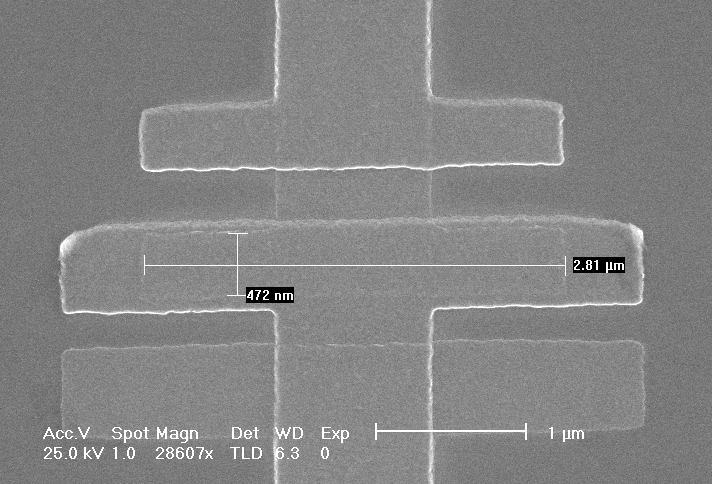 2.81 µm
472 nm
Acc.V Spot Magn Det WD Exp 1 µm
25.0 kV 1.0 28607x TLD 6.3 0